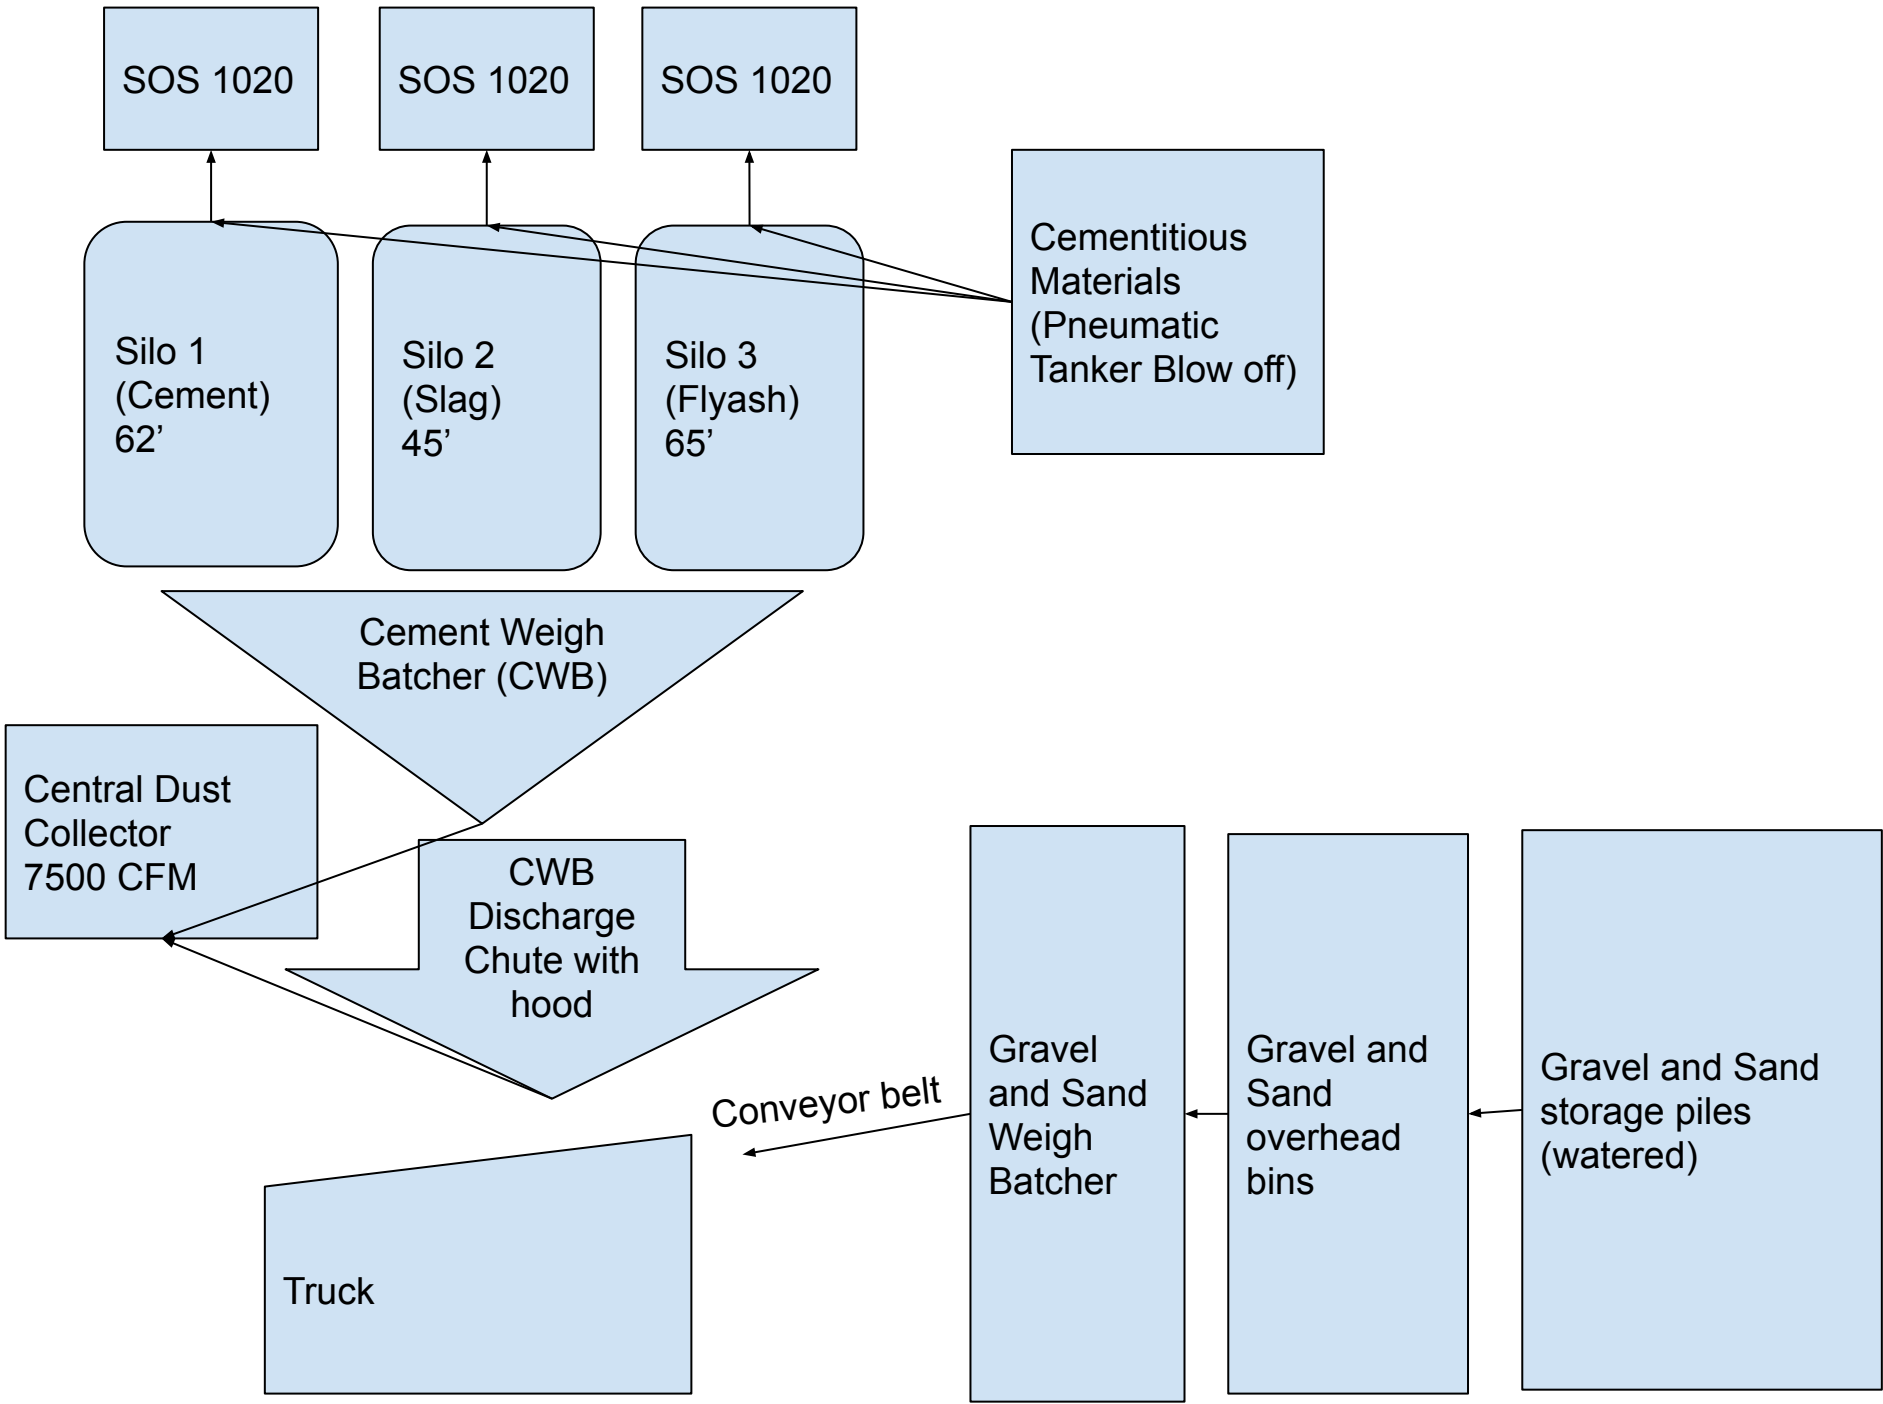 SOS 1020
SOS 1020
SOS 1020
Cementitious
Materials
(Pneumatic
Tanker Blow off)
Silo 1
(Cement)
62’
Silo 2
(Slag)
45’
Silo 3
(Flyash)
65’
Cement Weigh
Batcher (CWB)
Central Dust
Collector
7500 CFM
CWB
Discharge
Chute with
hood
Conveyor belt
Gravel
and Sand
Weigh
Batcher
Gravel and
Sand
overhead
bins
Gravel and Sand
storage piles
(watered)
Truck